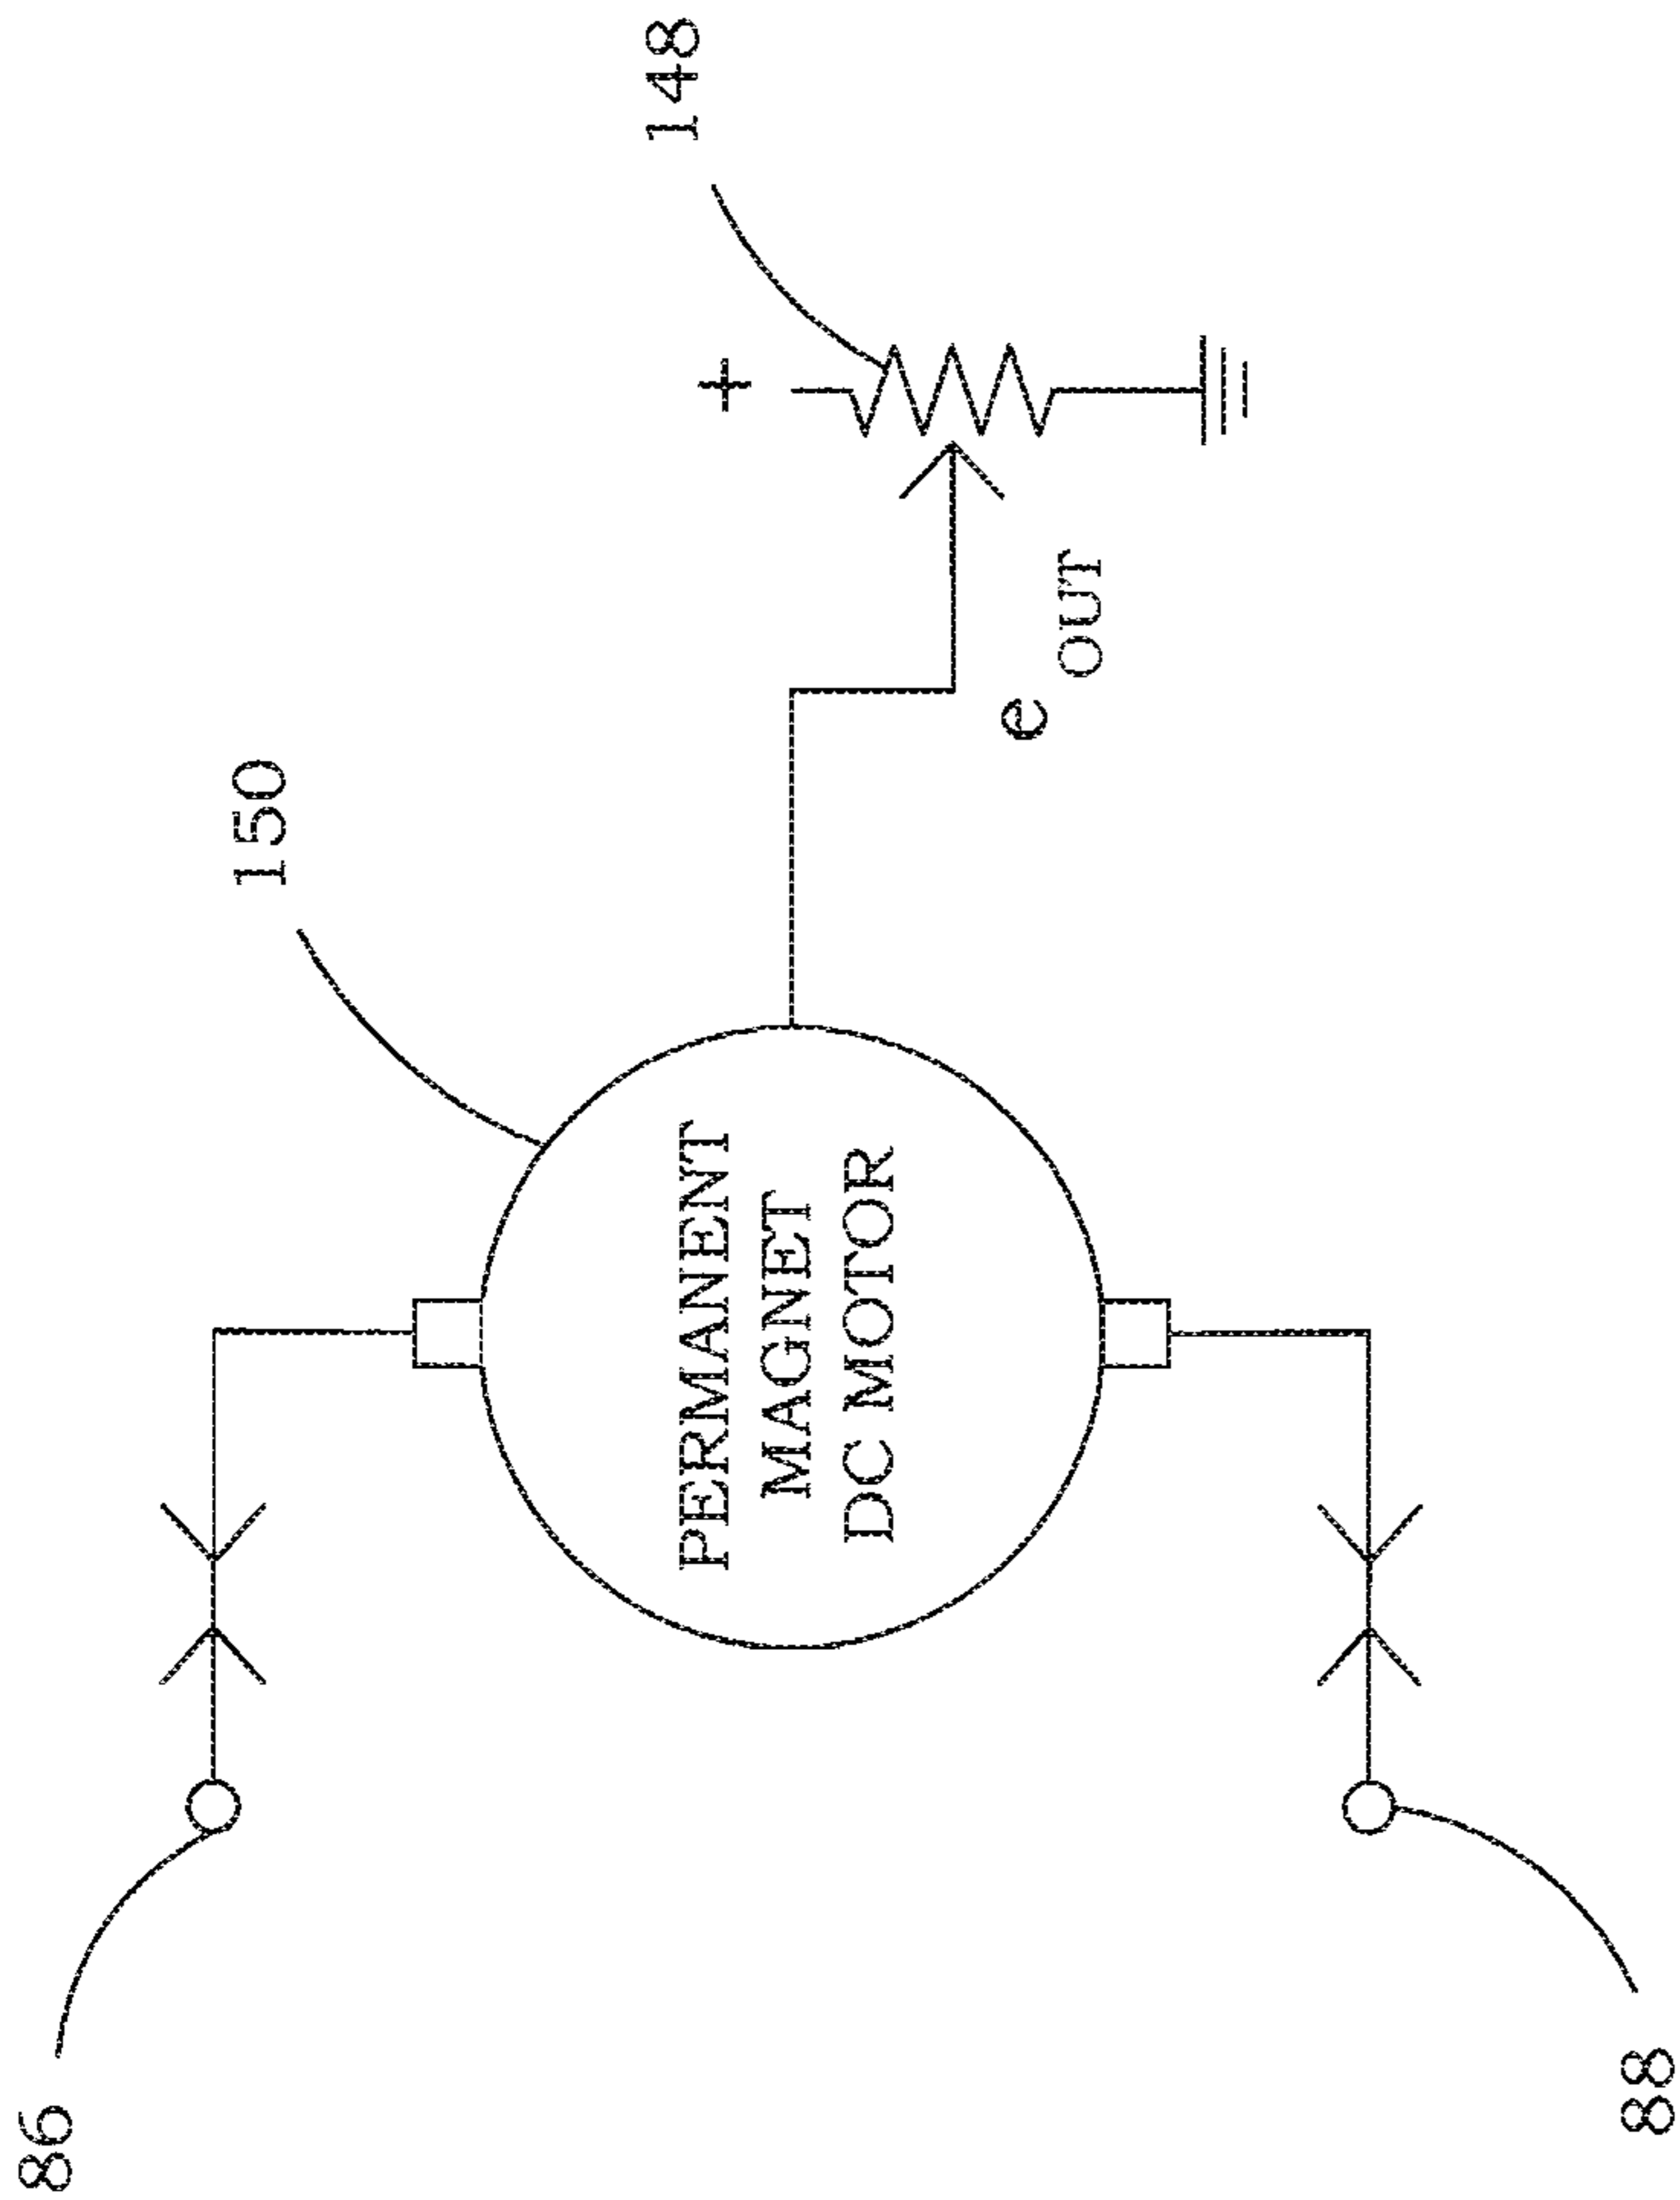 86
150
148
PERMANENT
MAGNET
DC MOTOR
+
e OUT
88